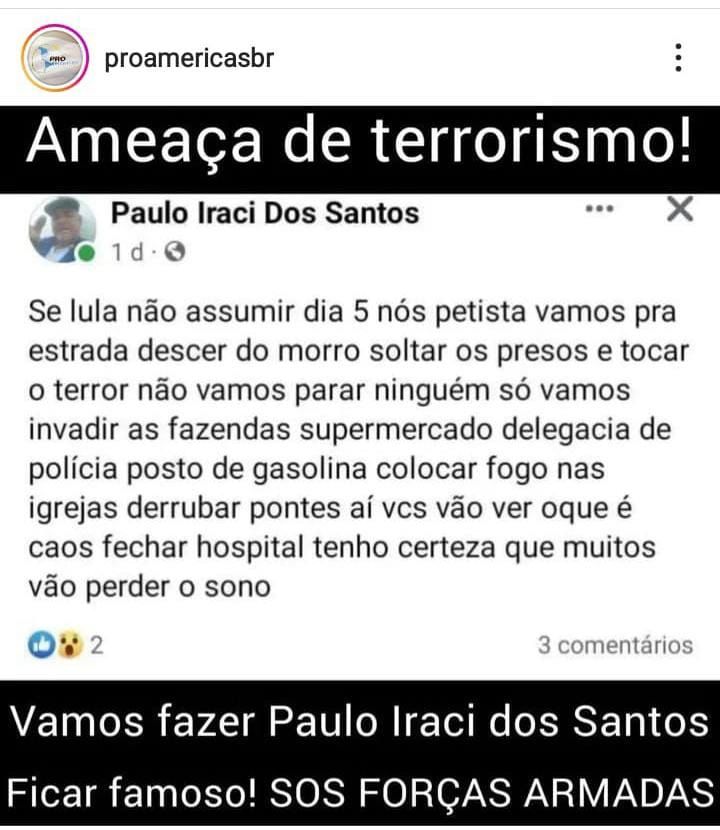 PRO
proamericasbr
Ameaça de terrorismo!
Paulo Iraci Dos Santos
1 d ·
Se lula não assumir dia 5 nós petista vamos pra
estrada descer do morro soltar os presos e tocar
o terror não vamos parar ninguém só vamos
invadir as fazendas supermercado delegacia de
polícia posto de gasolina colocar fogo nas
igrejas derrubar pontes aí vcs vão ver oque é
caos fechar hospital tenho certeza que muitos
vão perder o sono
2
3 comentários
Vamos fazer Paulo Iraci dos Santos
Ficar famoso! SOS FORÇAS ARMADAS